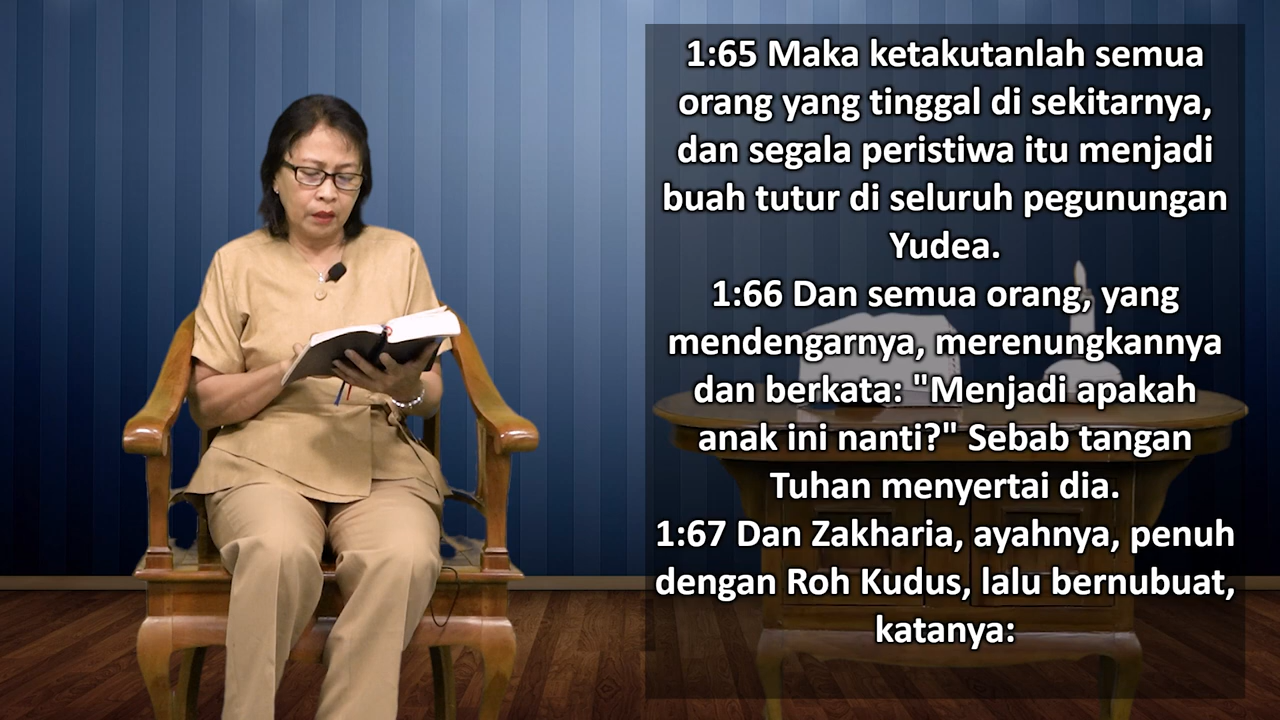 1:65 Maka ketakutanlah semua
orang yang tinggal di sekitarnya,
dan segala peristiwa itu menjadi
buah tutur di seluruh pegunungan
Yudea.
1:66 Dan semua orang, yang
mendengarnya, merenungkannya
dan berkata: "Menjadi apakah
anak ini nanti?" Sebab tangan
Tuhan menyertai dia.
1:67 Dan Zakharia, ayahnya, penuh
dengan Roh Kudus, lalu bernubuat,
katanya: